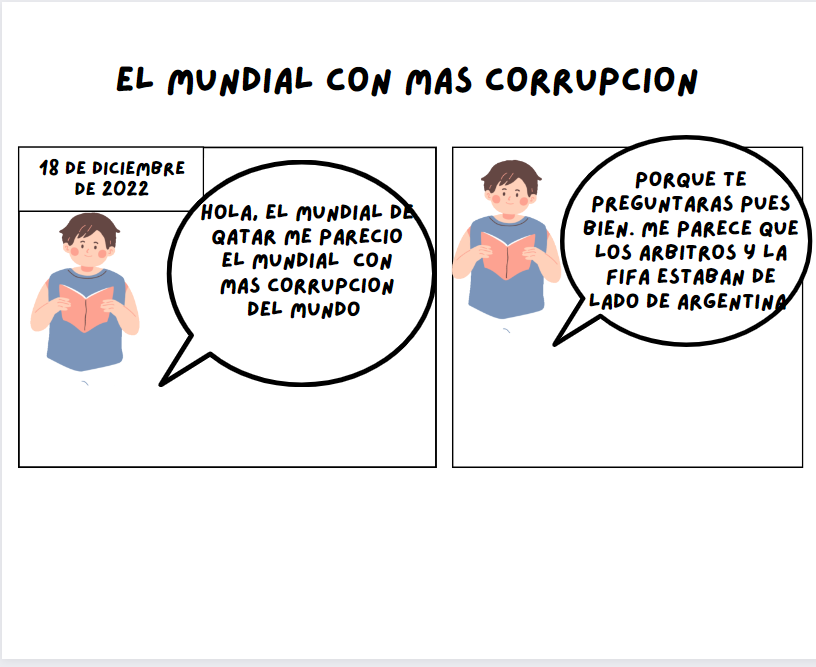 EL MUNDIAL CON MAS CORRUPCION
18 DE DICIEMBRE
DE 2022
HOLA, EL MUNDIAL DE
QATAR ME PARECIO
EL MUNDIAL CON
MAS CORRUPCION
DEL MUNDO
PORQUE TE
PREGUNTARAS PUES
BIEN. ME PARECE QUE
LOS ARBITROS Y LA
FIFA ESTABAN DE
LADO DE ARGENTINA